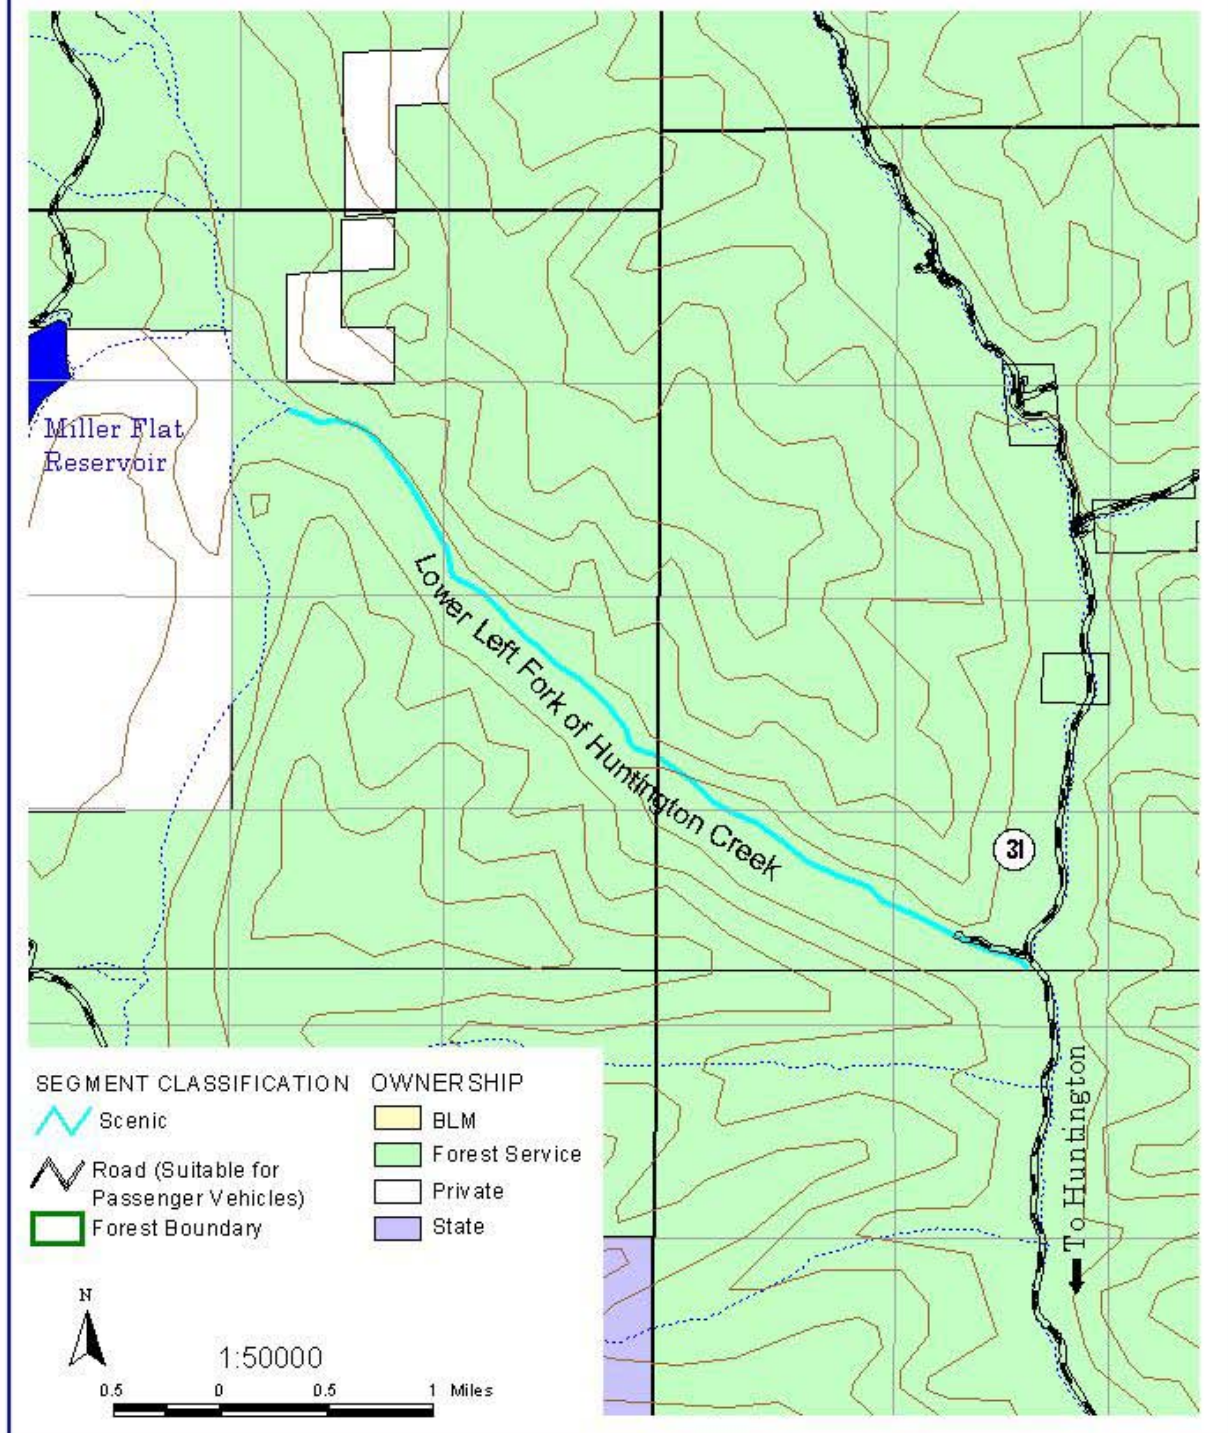 Miller Flat
Reservoir
Lower Left Fork of Huntington Creek
31
To Huntington
SEGMENT CLASSIFICATION
Scenic
Road (Suitable for
Passenger Vehicles)
Forest Boundary
OWNERSHIP
BLM
Forest Service
Private
State
N
1:50000
0.5 0 0.5 1 Miles